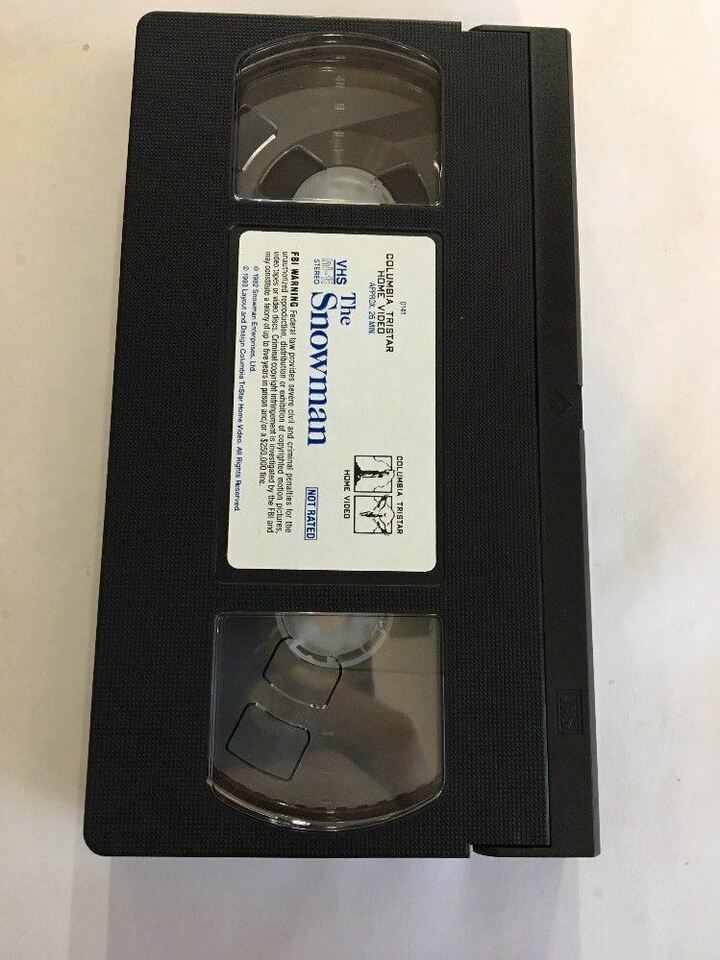 0141
COLUMBIA TRISTAR
HOME VIDEO
APPROX. 26 MIN.
COLUMBIA TRISTAR
HOME VIDEO
VHS
hi-fi
STEREO
The
Snowman
NOT RATED
FBI WARNING Federal law provides severe civil and criminal penalties for the
unauthorized reproduction, distribution or exhibition of copyrighted motion pictures,
video tapes or video discs. Criminal copyright infringement is investigated by the FBI and
may constitute a felony of up to five years in prison and/or a $250,000 fine.
© 1982 Snowman Enterprises, Ltd.
© 1993 Layout and Design Columbia TriStar Home Video. All Rights Reserved.
VHS